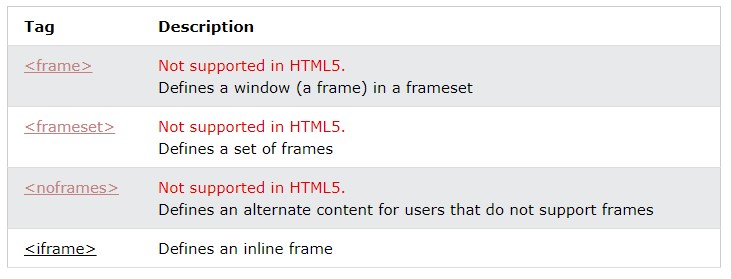 Tag Description
<frame> Not supported in HTML5.
Defines a window (a frame) in a frameset
<frameset> Not supported in HTML5.
Defines a set of frames
<noframes> Not supported in HTML5.
Defines an alternate content for users that do not support frames
<iframe> Defines an inline frame